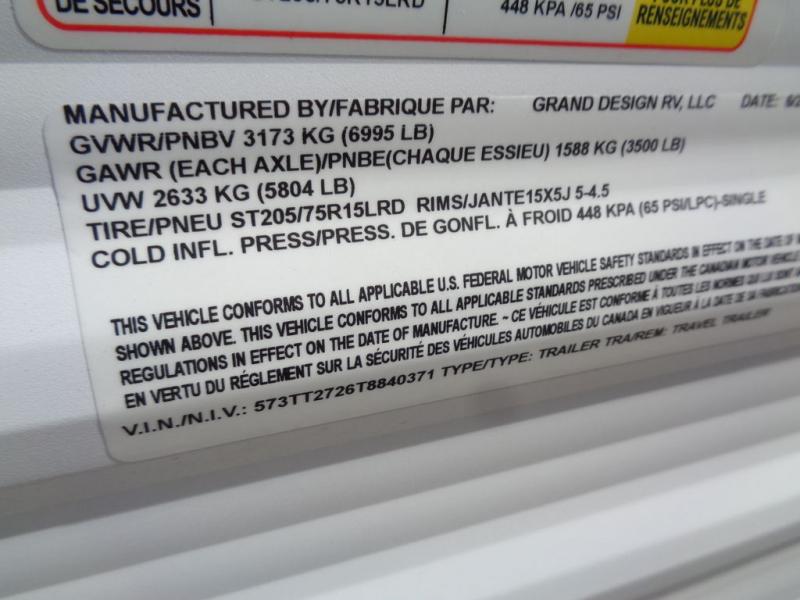 DE SECOURS
448 KPA /65 PSI
RENSEIGNEMENTS
MANUFACTURED BY/FABRIQUE PAR: GRAND DESIGN RV, LLC DATE:
GVWR/PNBV 3173 KG (6995 LB)
GAWR (EACH AXLE)/PNBE(CHAQUE ESSIEU) 1588 KG (3500 LB)
UVW 2633 KG (5804 LB)
TIRE/PNEU ST205/75R15LRD RIMS/JANTE15X5J 5-4.5
COLD INFL. PRESS/PRESS. DE GONFL. À FROID 448 KPA (65 PSI/LPC)-SINGLE
THIS VEHICLE CONFORMS TO ALL APPLICABLE U.S. FEDERAL MOTOR VEHICLE SAFETY STANDARDS IN EFFECT ON THE DATE OF
SHOWN ABOVE. THIS VEHICLE CONFORMS TO ALL APPLICABLE STANDARDS PRESCRIBED UNDER THE CANADIAN MOTOR VEHICLE
REGULATIONS IN EFFECT ON THE DATE OF MANUFACTURE. ~ CE VÉHICULE EST CONFORME À TOUTES LES NORMES QUI LUI SONT
EN VERTU DU RÉGLEMENT SUR LA SÉCURITÉ DES VÉHICULES AUTOMOBILES DU CANADA EN VIGUEUR À LA DATE DE SA FABRICATION
V.I.N./N.I.V.: 573TT2726T8840371 TYPE/TYPE: TRAILER TRA/REM: TRAVEL TRAILER